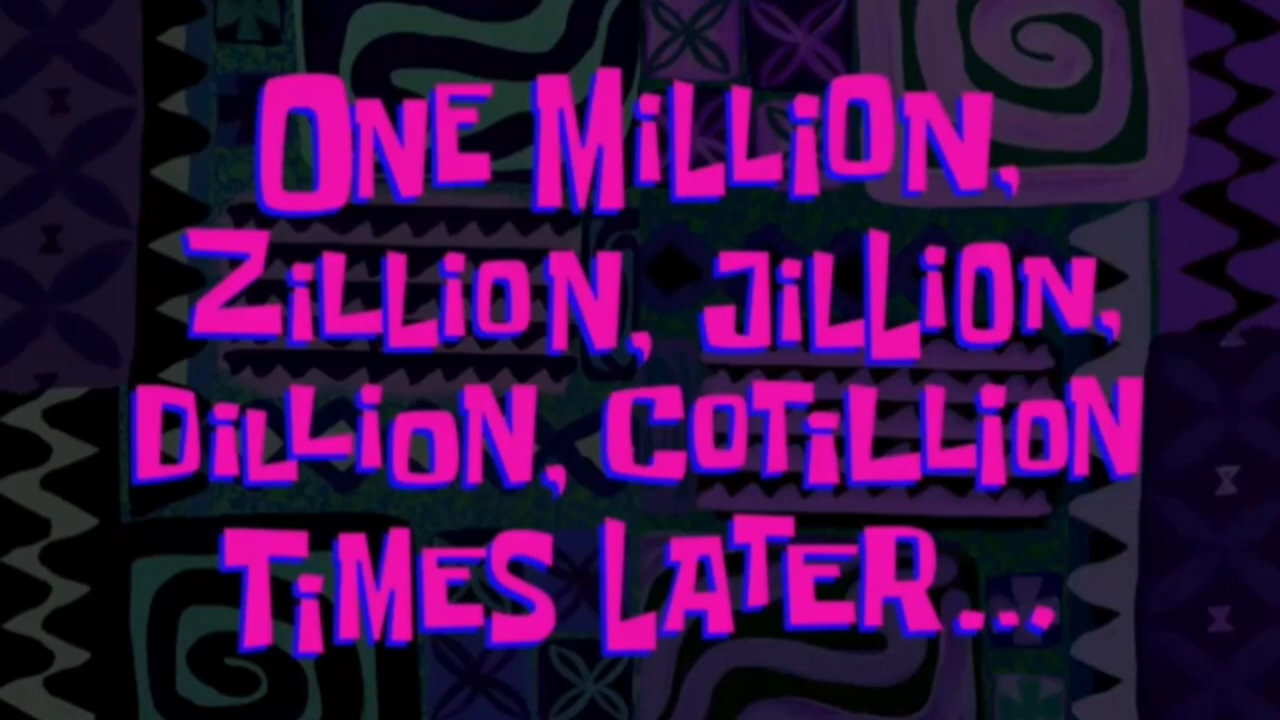 One Million,
Zillion, Jillion,
Dillion, Cotillion
Times Later...